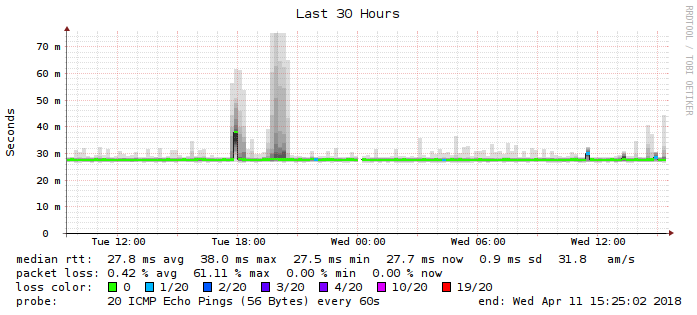 Last 30 Hours
RRDTOOL / TOBI OETIKER
Seconds
70 m
60 m
50 m
40 m
30 m
20 m
10 m
0
Tue 12:00 Tue 18:00 Wed 00:00 Wed 06:00 Wed 12:00
median rtt: 27.8 ms avg 38.0 ms max 27.5 ms min 27.7 ms now 0.9 ms sd 31.8 am/s
packet loss: 0.42 % avg 61.11 % max 0.00 % min 0.00 % now
loss color: 0 1/20 2/20 3/20 4/20 10/20 19/20
probe: 20 ICMP Echo Pings (56 Bytes) every 60s end: Wed Apr 11 15:25:02 2018